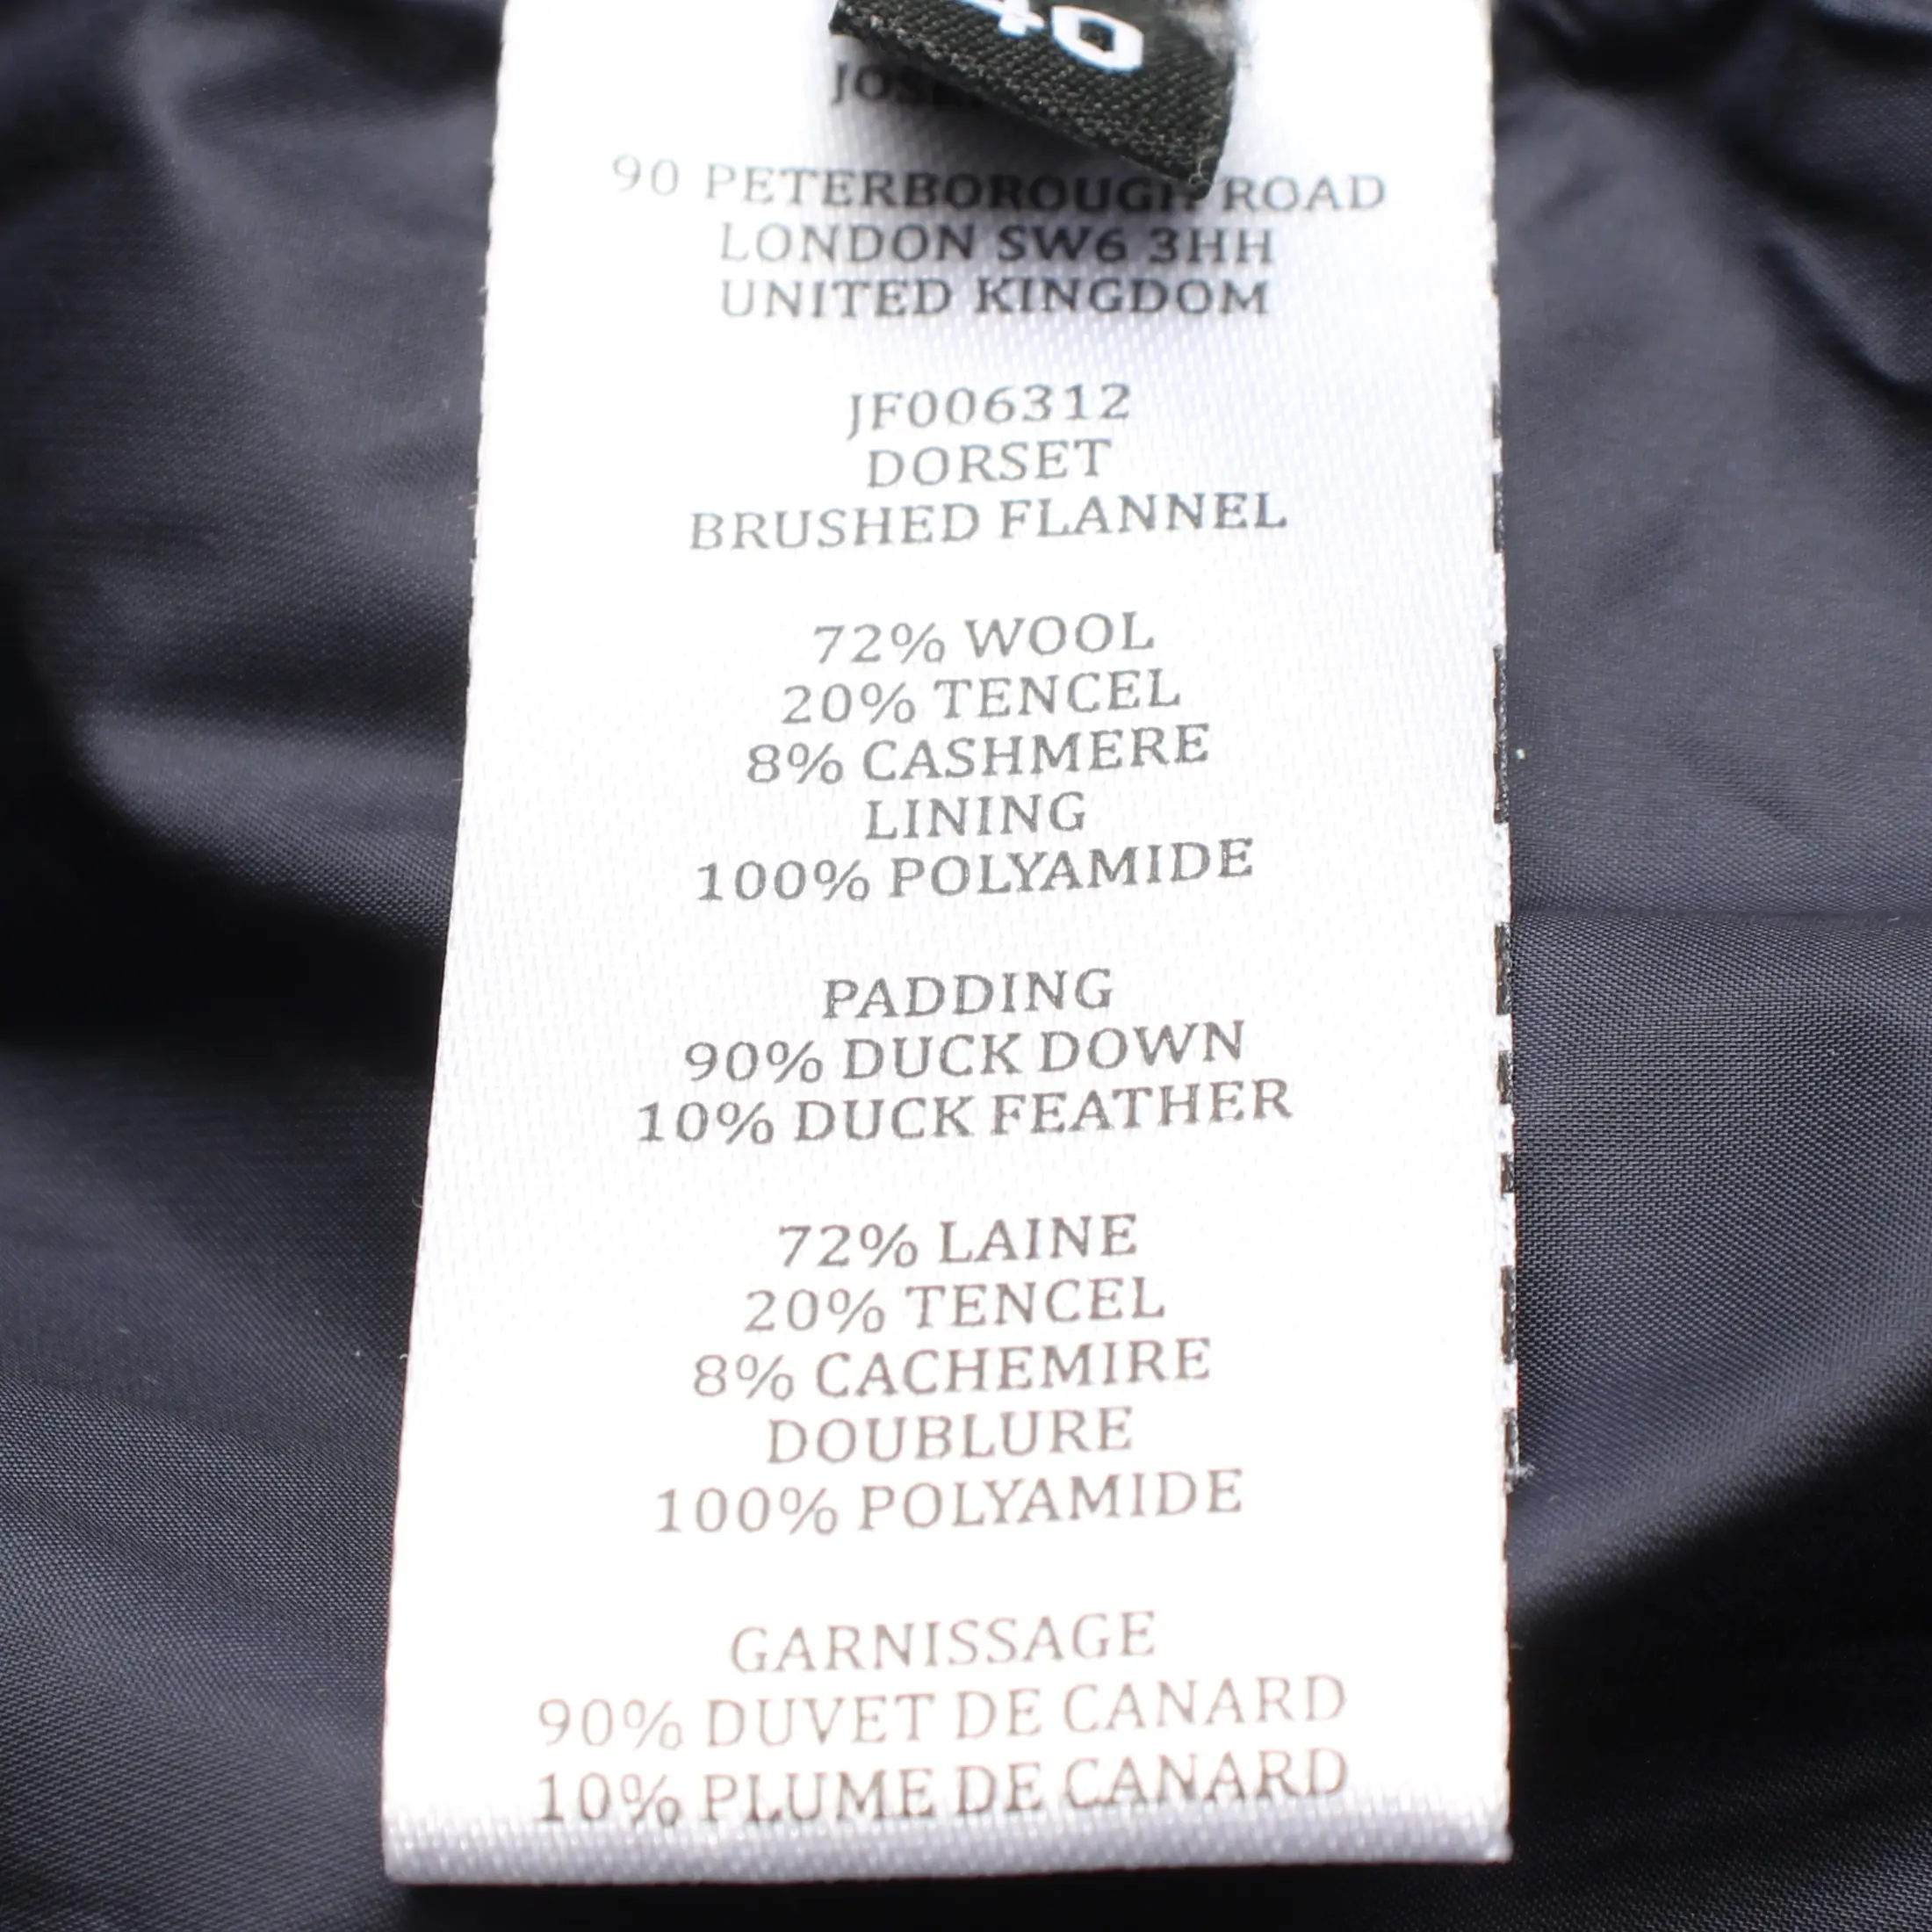 40
90 PETERBOROUGH ROAD
LONDON SW6 3HH
UNITED KINGDOM
JF006312
DORSET
BRUSHED FLANNEL
72% WOOL
20% TENCEL
8% CASHMERE
LINING
100% POLYAMIDE
PADDING
90% DUCK DOWN
10% DUCK FEATHER
72% LAINE
20% TENCEL
8% CACHEMIRE
DOUBLURE
100% POLYAMIDE
GARNISSAGE
90% DUVET DE CANARD
10% PLUME DE CANARD